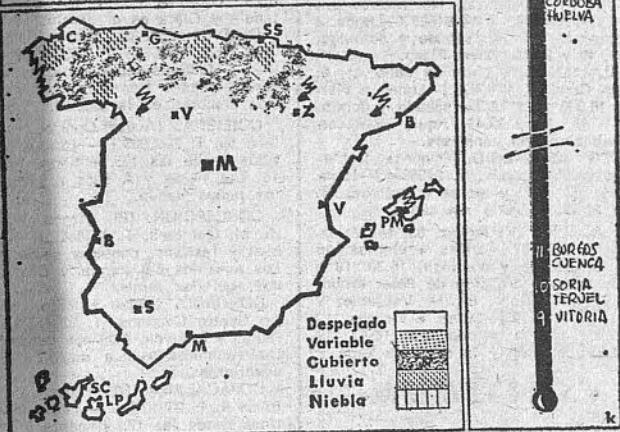 C G SS
V Z B
M
V PM
B
S
M
SC
LP
Despejado
Variable
Cubierto
Lluvia
Niebla
CORDOBA
HUELVA
11 BURGOS
CUENCA
10 SORIA
TERUEL
9 VITORIA
k